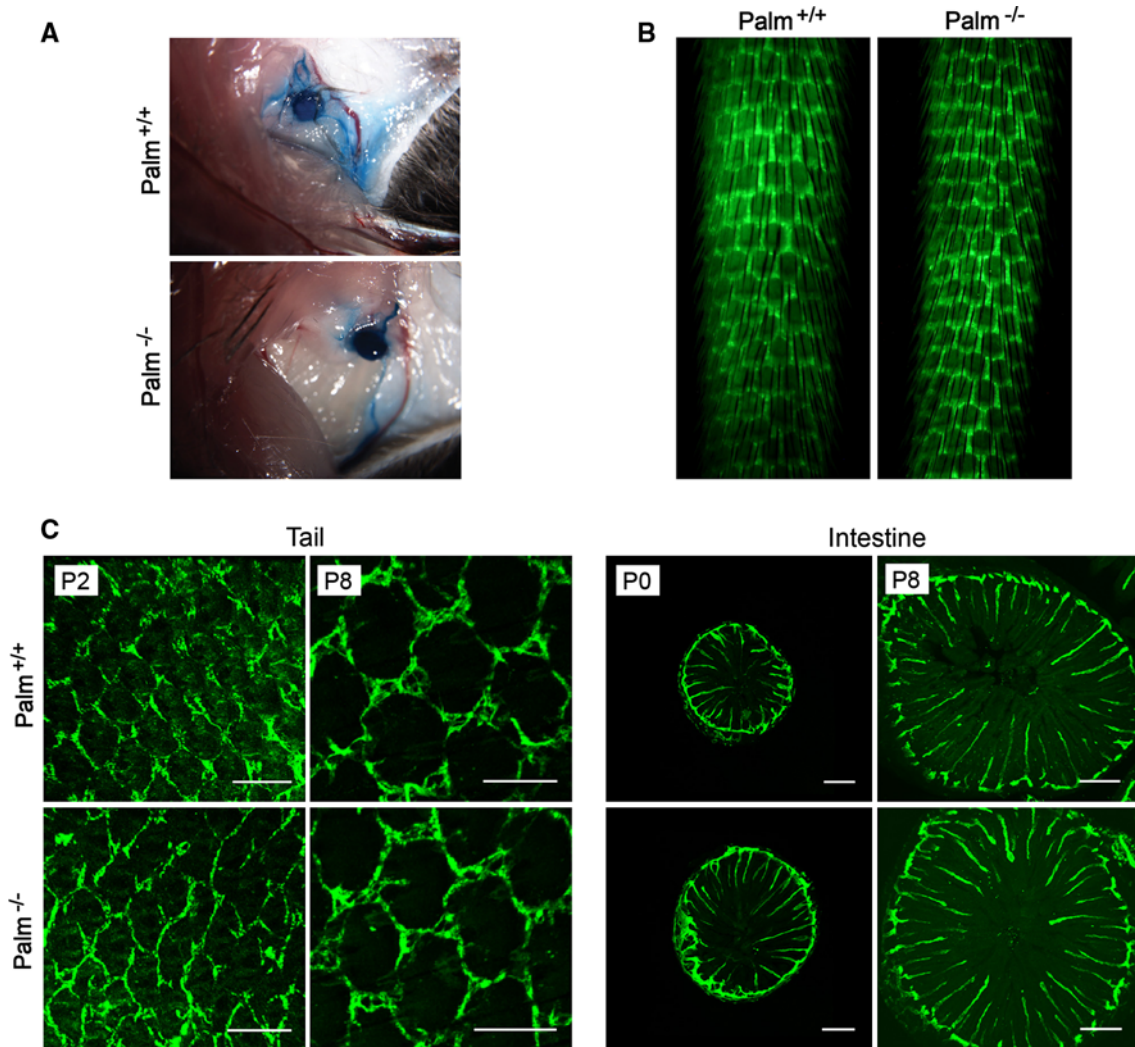 A
Palm+/+
Palm-/-
B
Palm+/+ Palm-/-
C
Tail Intestine
P2 P8 P0 P8
Palm+/+
Palm-/-